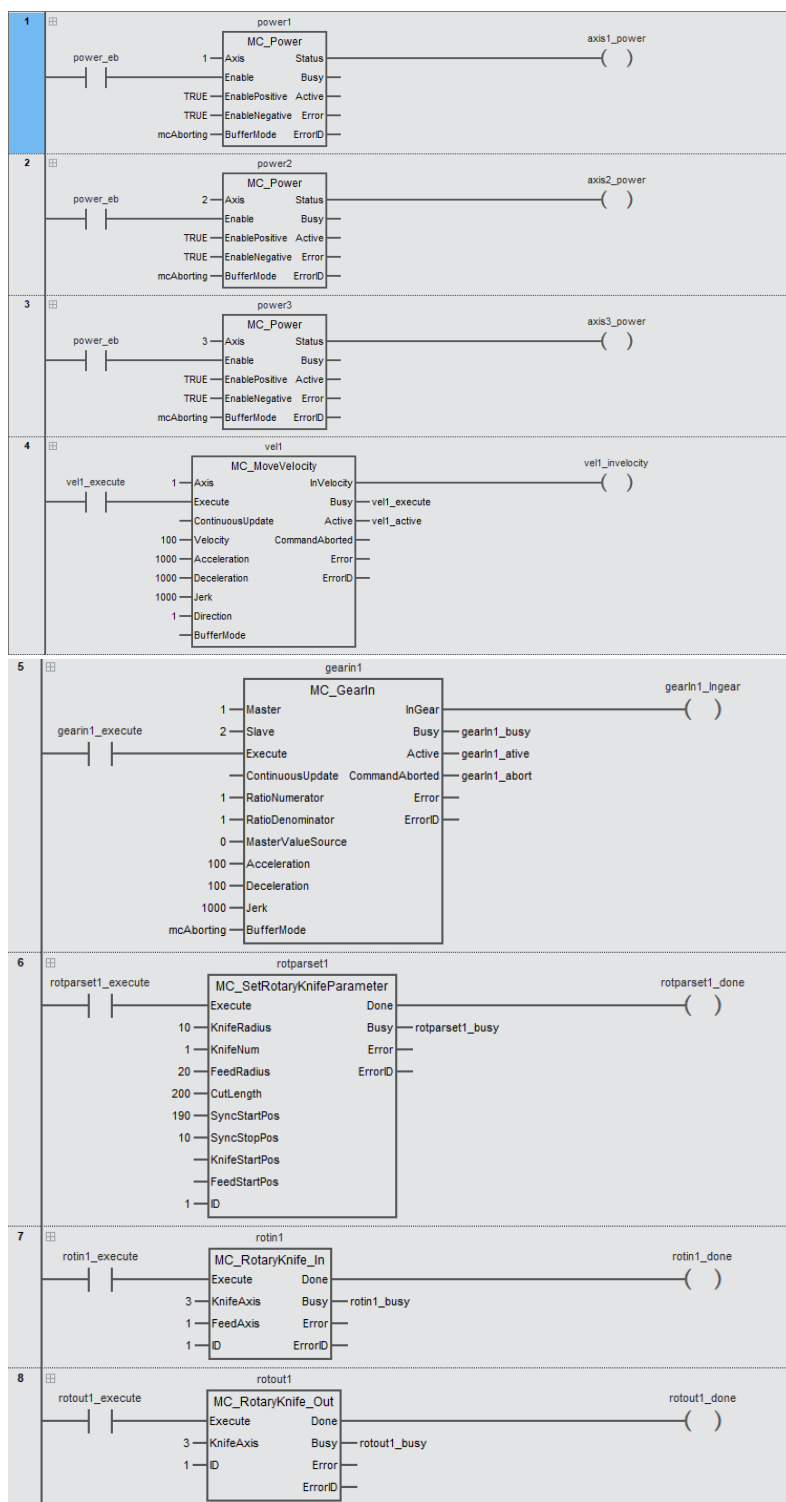 1
power1
MC_Power
axis1_power
power_eb
1 Axis Status
Enable Busy
TRUE EnablePositive Active
TRUE EnableNegative Error
mcAborting BufferMode ErrorID
2
power2
MC_Power
axis2_power
power_eb
2 Axis Status
Enable Busy
TRUE EnablePositive Active
TRUE EnableNegative Error
mcAborting BufferMode ErrorID
3
power3
MC_Power
axis3_power
power_eb
3 Axis Status
Enable Busy
TRUE EnablePositive Active
TRUE EnableNegative Error
mcAborting BufferMode ErrorID
4
vel1
MC_MoveVelocity
vel1_invelocity
vel1_execute
1 Axis InVelocity
Execute Busy vel1_execute
ContinuousUpdate Active vel1_active
100 Velocity CommandAborted
1000 Acceleration Error
1000 Deceleration ErrorID
1000 Jerk
1 Direction
BufferMode
5
gearin1
MC_GearIn
gearIn1_Ingear
1 Master InGear
gearin1_execute
2 Slave Busy gearIn1_busy
Execute Active gearIn1_ative
ContinuousUpdate CommandAborted gearIn1_abort
1 RatioNumerator Error
1 RatioDenominator ErrorID
0 MasterValueSource
100 Acceleration
100 Deceleration
1000 Jerk
mcAborting BufferMode
6
rotparset1
rotparset1_execute
MC_SetRotaryKnifeParameter
rotparset1_done
Execute Done
10 KnifeRadius Busy rotparset1_busy
1 KnifeNum Error
20 FeedRadius ErrorID
200 CutLength
190 SyncStartPos
10 SyncStopPos
KnifeStartPos
FeedStartPos
1 ID
7
rotin1
rotin1_execute
MC_RotaryKnife_In
rotin1_done
Execute Done
3 KnifeAxis Busy rotin1_busy
1 FeedAxis Error
1 ID ErrorID
8
rotout1
rotout1_execute
MC_RotaryKnife_Out
rotout1_done
Execute Done
3 KnifeAxis Busy rotout1_busy
1 ID Error
ErrorID